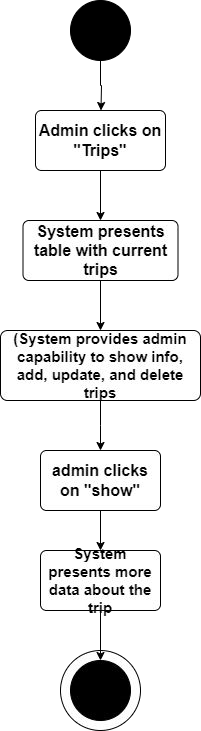 Admin clicks on
"Trips"
System presents
table with current
trips
(System provides admin
capability to show info,
add, update, and delete
trips
admin clicks
on "show"
System
presents more
data about the
trip